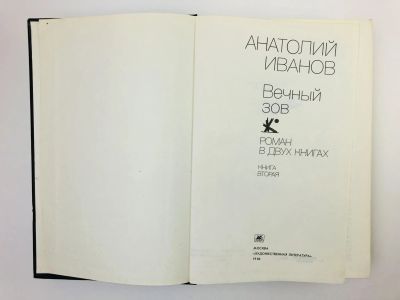 АНАТОЛИЙ
ИВАНОВ
Вечный
зов
РОМАН
В ДВУХ КНИГАХ
КНИГА
ВТОРАЯ
МОСКВА
«ХУДОЖЕСТВЕННАЯ ЛИТЕРАТУРА»